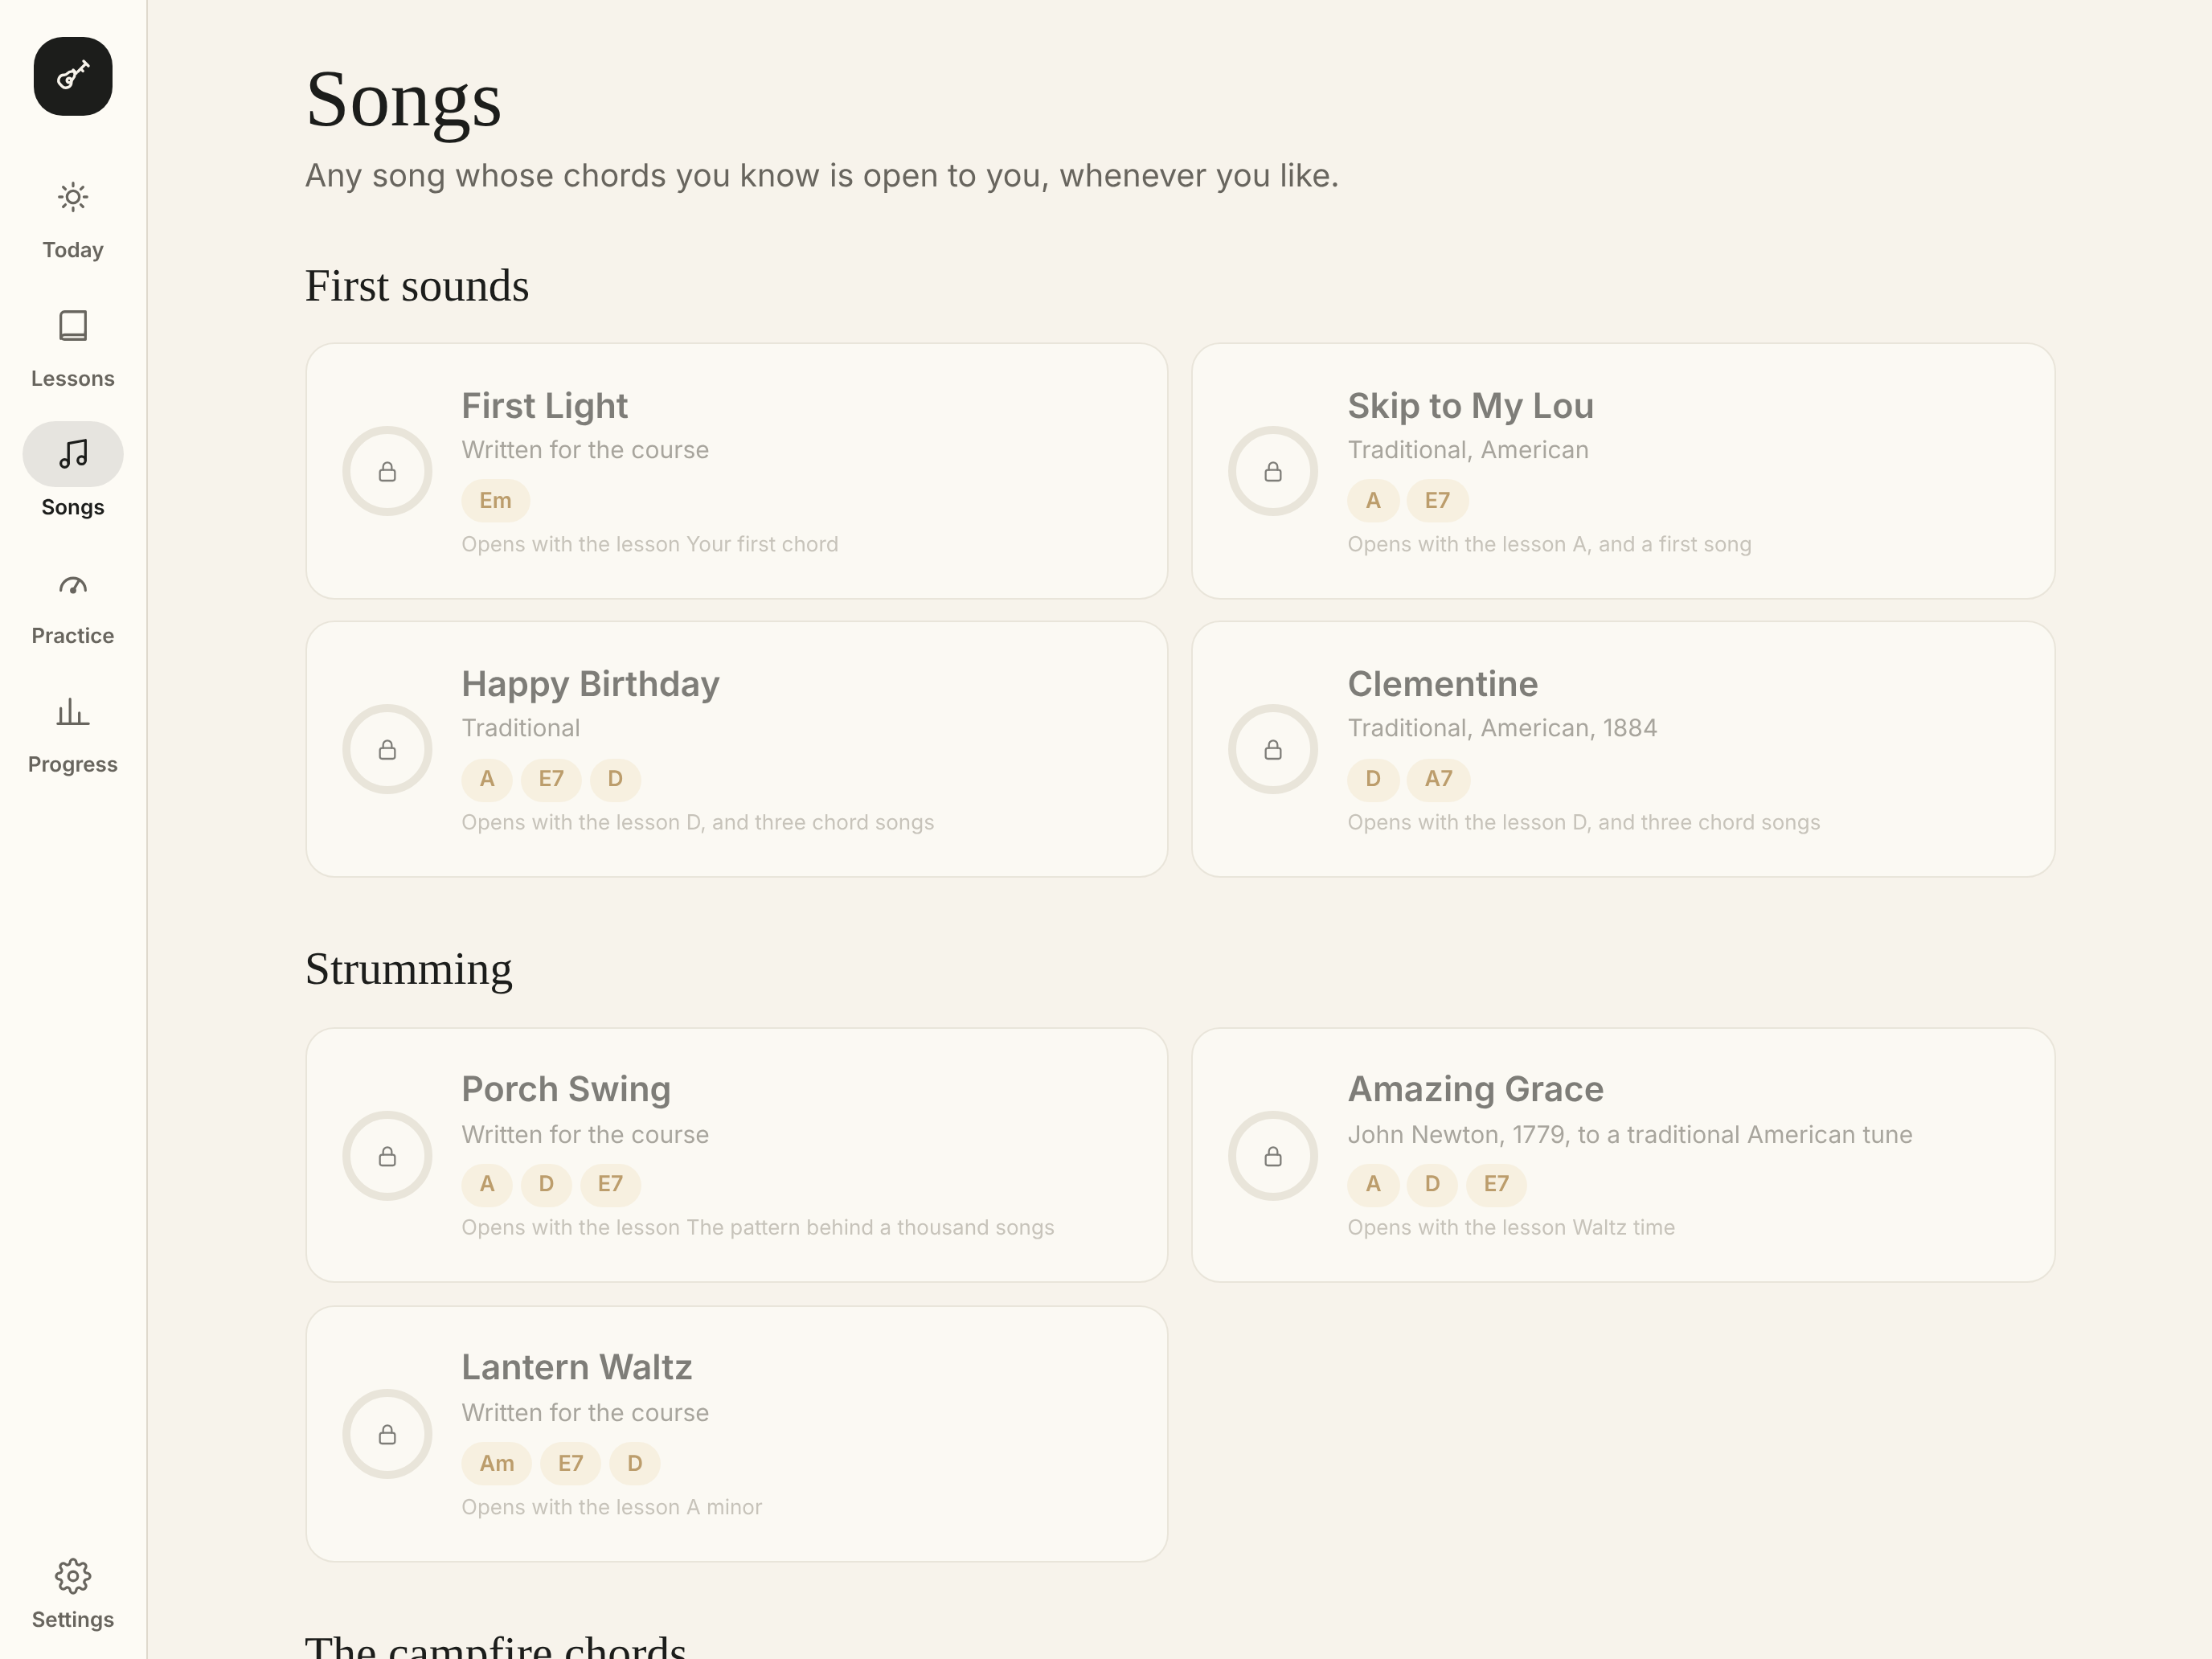 Songs
Any song whose chords you know is open to you, whenever you like.
Today
Lessons
Songs
Practice
Progress
Settings
First sounds
First Light
Written for the course
Em
Opens with the lesson Your first chord
Skip to My Lou
Traditional, American
A E7
Opens with the lesson A, and a first song
Happy Birthday
Traditional
A E7 D
Opens with the lesson D, and three chord songs
Clementine
Traditional, American, 1884
D A7
Opens with the lesson D, and three chord songs
Strumming
Porch Swing
Written for the course
A D E7
Opens with the lesson The pattern behind a thousand songs
Amazing Grace
John Newton, 1779, to a traditional American tune
A D E7
Opens with the lesson Waltz time
Lantern Waltz
Written for the course
Am E7 D
Opens with the lesson A minor
The campfire chords